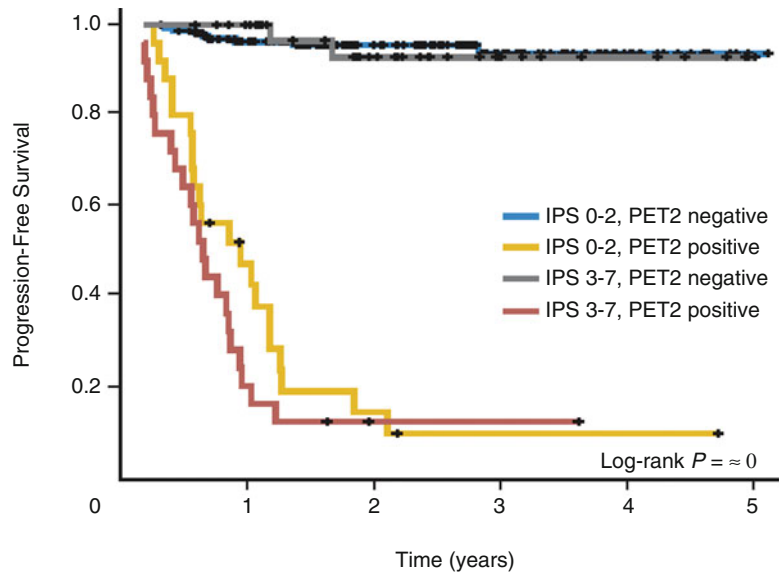 Progression-Free Survival
1.0
0.8
0.6
0.4
0.2
IPS 0-2, PET2 negative
IPS 0-2, PET2 positive
IPS 3-7, PET2 negative
IPS 3-7, PET2 positive
Log-rank P = ≈ 0
0 1 2 3 4 5
Time (years)